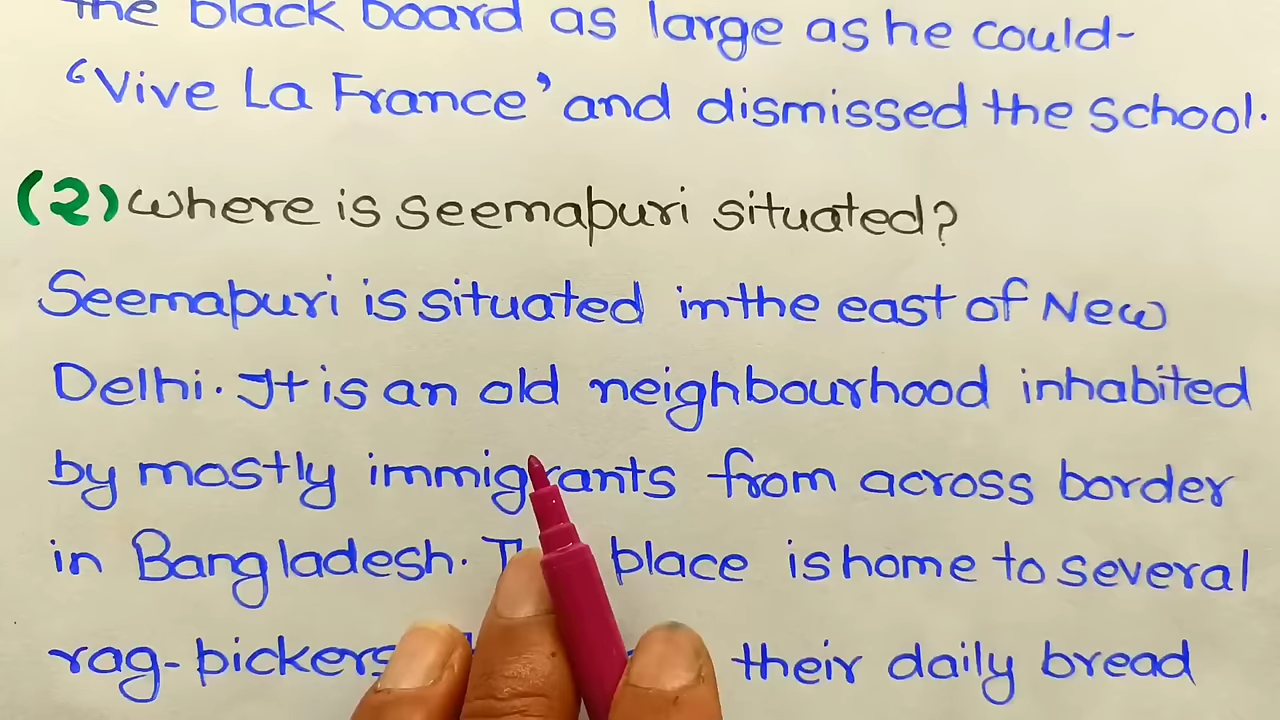 the black board as large as he could-
'Vive La France' and dismissed the school.
(2) Where is seemapuri situated?
Seemapuri is situated in the east of New
Delhi. It is an old neighbourhood inhabited
by mostly immigrants from across border
in Bangladesh. place is home to several
rag-pickers their daily bread